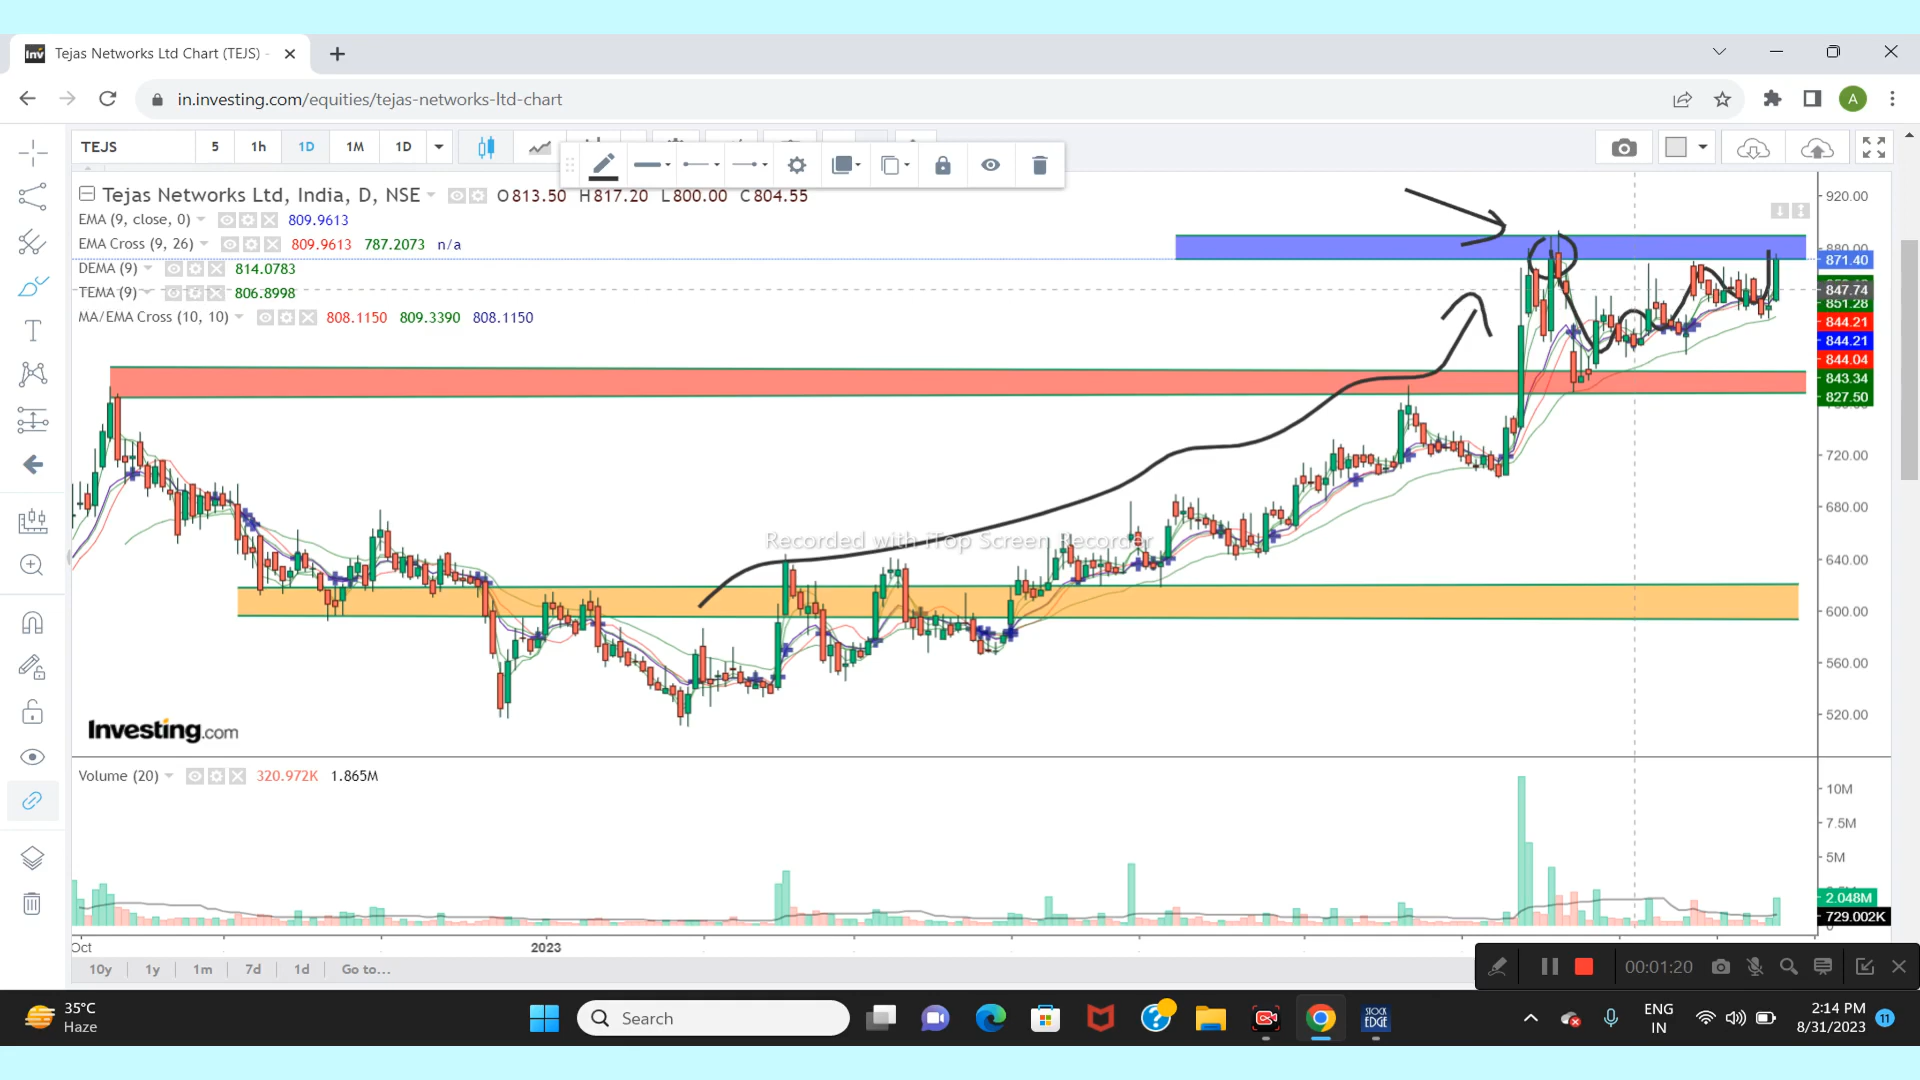 Tejas Networks Ltd Chart (TEJS) -
in.investing.com/equities/tejas-networks-ltd-chart
A
TEJS 5 1h 1D 1M 1D
Tejas Networks Ltd, India, D, NSE O813.50 H817.20 L800.00 C804.55
EMA (9, close, 0) 809.9613
EMA Cross (9, 26) 809.9613 787.2073 n/a
DEMA (9) 814.0783
TEMA (9) 806.8998
MA/EMA Cross (10, 10) 808.1150 809.3390 808.1150
920.00
880.00
871.40
847.74
851.28
844.21
844.21
844.04
843.34
827.50
720.00
680.00
640.00
600.00
560.00
520.00
Recorded with iTop Screen Recorder
Investing.com
Volume (20) 320.972K 1.865M
10M
7.5M
5M
2.048M
729.002K
0
Oct 2023
10y 1y 1m 7d 1d Go to...
00:01:20
35°C
Haze
Search
STOCK
EDGE
ENG
IN
2:14 PM
8/31/2023
11